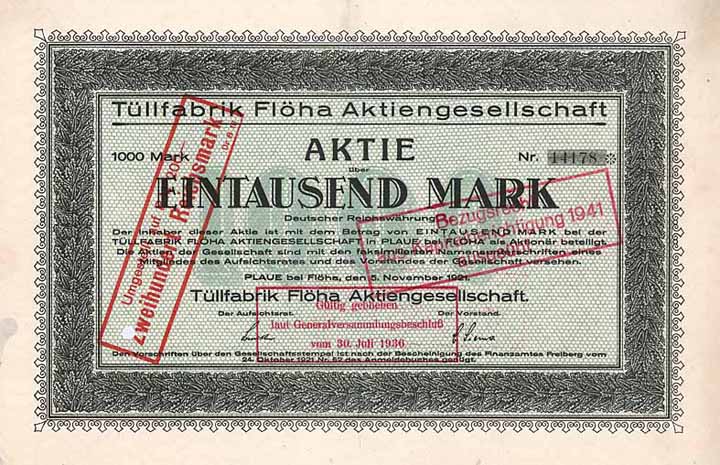 Tüllfabrik Flöha Aktiengesellschaft
AKTIE
1000 Mark
über
Nr. 14178
EINTAUSEND MARK
Deutscher Reichswährung
Der Inhaber dieser Aktie ist mit dem Betrag von EINTAUSEND MARK bei der
TÜLLFABRIK FLÖHA AKTIENGESELLSCHAFT in PLAUE-FLÖHA als Aktionär beteiligt.
Die Aktien der Gesellschaft sind mit den faksimilierten Namensunterschriften eines
Mitgliedes des Aufsichtsrates und des Vorstandes der Gesellschaft versehen.
PLAUE bei Flöha, den 8. November 1921.
Tüllfabrik Flöha Aktiengesellschaft.
Der Aufsichtsrat.
Der Vorstand.
Den Vorschriften über den Gesellschaftsstempel ist nach der Bescheinigung des Finanzamtes Freiberg vom
24. Oktober 1921 Nr. 52 des Anmeldebuches genügt.
Umgestellt auf
Zweihundert Reichsmark
Bezugsrecht
1941
Gültig geblieben
laut Generalversammlungsbeschluß
vom 30. Juli 1936